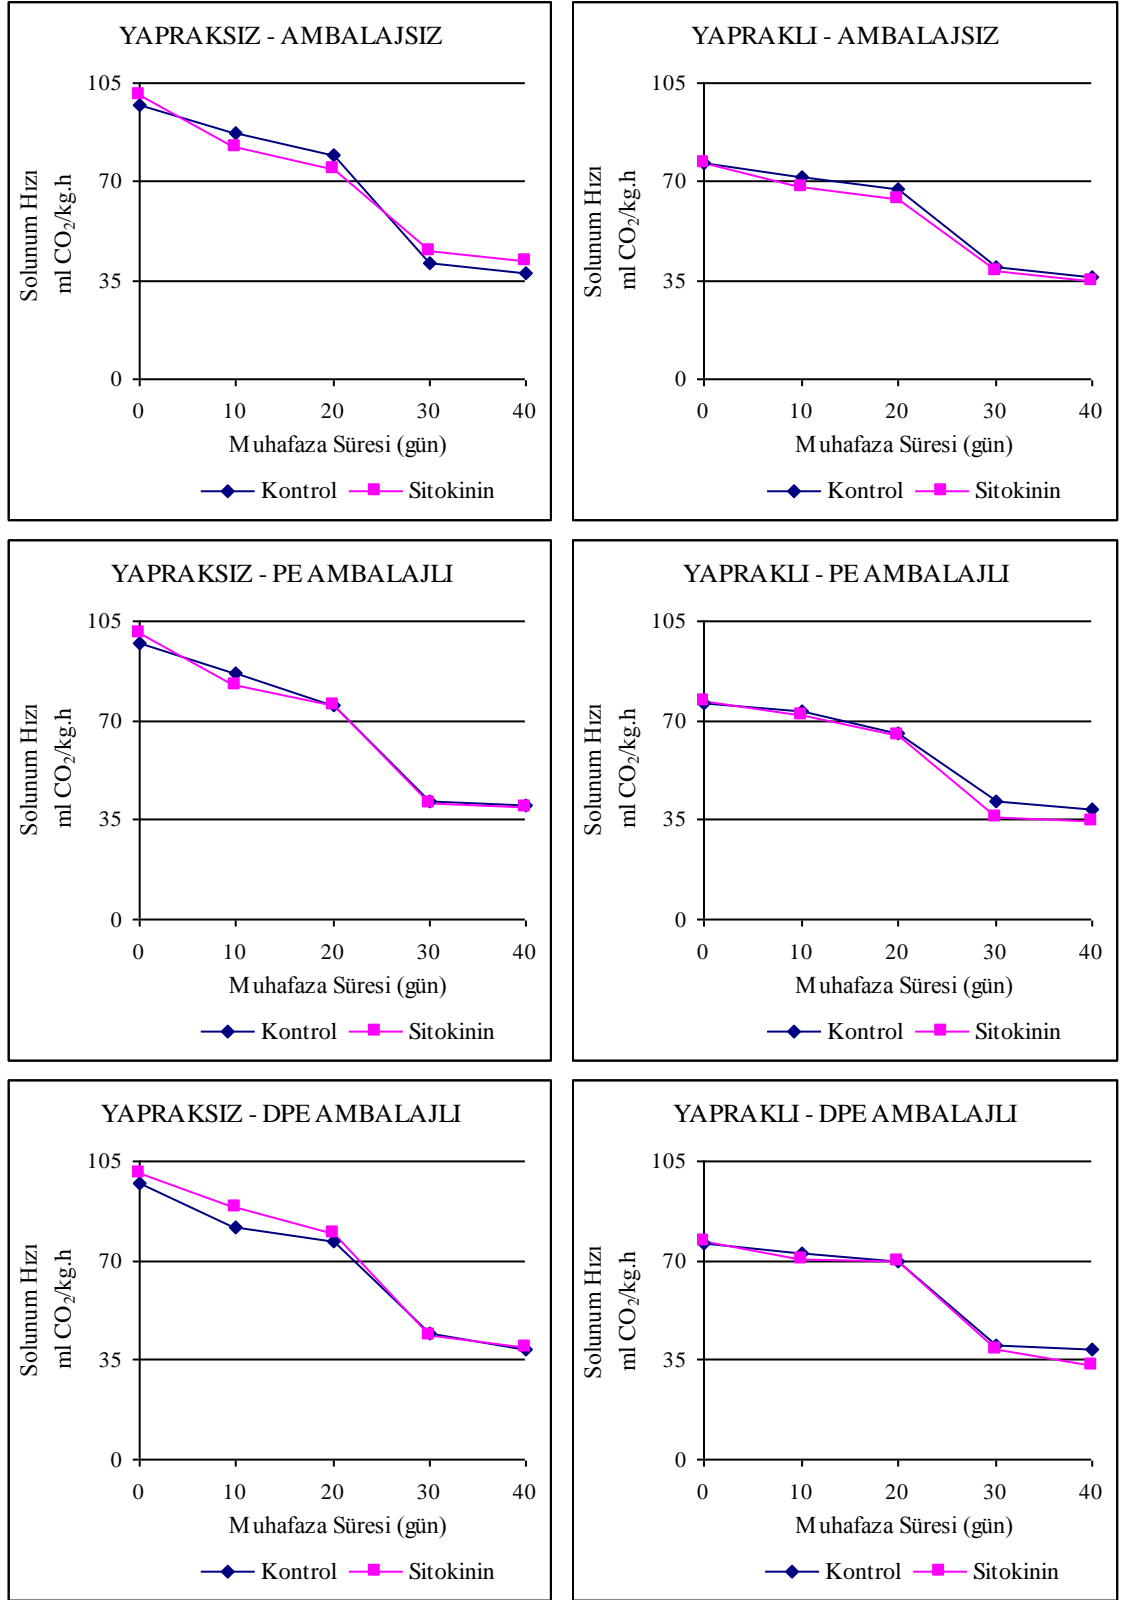 YAPRAKSIZ - AMBALAJSIZ
Solunum Hızı
ml CO₂/kg.h
105
70
35
0
0 10 20 30 40
Muhafaza Süresi (gün)
Kontrol Sitokinin
YAPRAKLI - AMBALAJSIZ
Solunum Hızı
ml CO₂/kg.h
105
70
35
0
0 10 20 30 40
Muhafaza Süresi (gün)
Kontrol Sitokinin
YAPRAKSIZ - PE AMBALAJLI
Solunum Hızı
ml CO₂/kg.h
105
70
35
0
0 10 20 30 40
Muhafaza Süresi (gün)
Kontrol Sitokinin
YAPRAKLI - PE AMBALAJLI
Solunum Hızı
ml CO₂/kg.h
105
70
35
0
0 10 20 30 40
Muhafaza Süresi (gün)
Kontrol Sitokinin
YAPRAKSIZ - DPE AMBALAJLI
Solunum Hızı
ml CO₂/kg.h
105
70
35
0
0 10 20 30 40
Muhafaza Süresi (gün)
Kontrol Sitokinin
YAPRAKLI - DPE AMBALAJLI
Solunum Hızı
ml CO₂/kg.h
105
70
35
0
0 10 20 30 40
Muhafaza Süresi (gün)
Kontrol Sitokinin